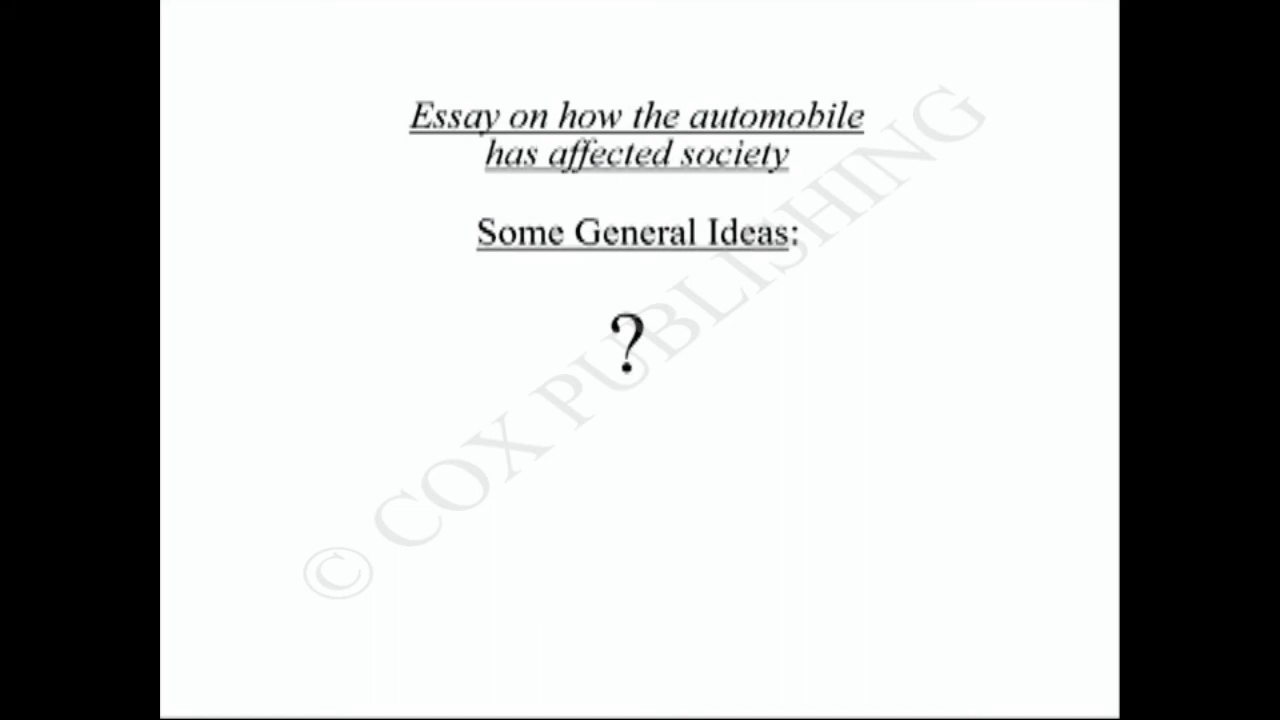 Essay on how the automobile
has affected society
Some General Ideas:
?
© COX PUBLISHING